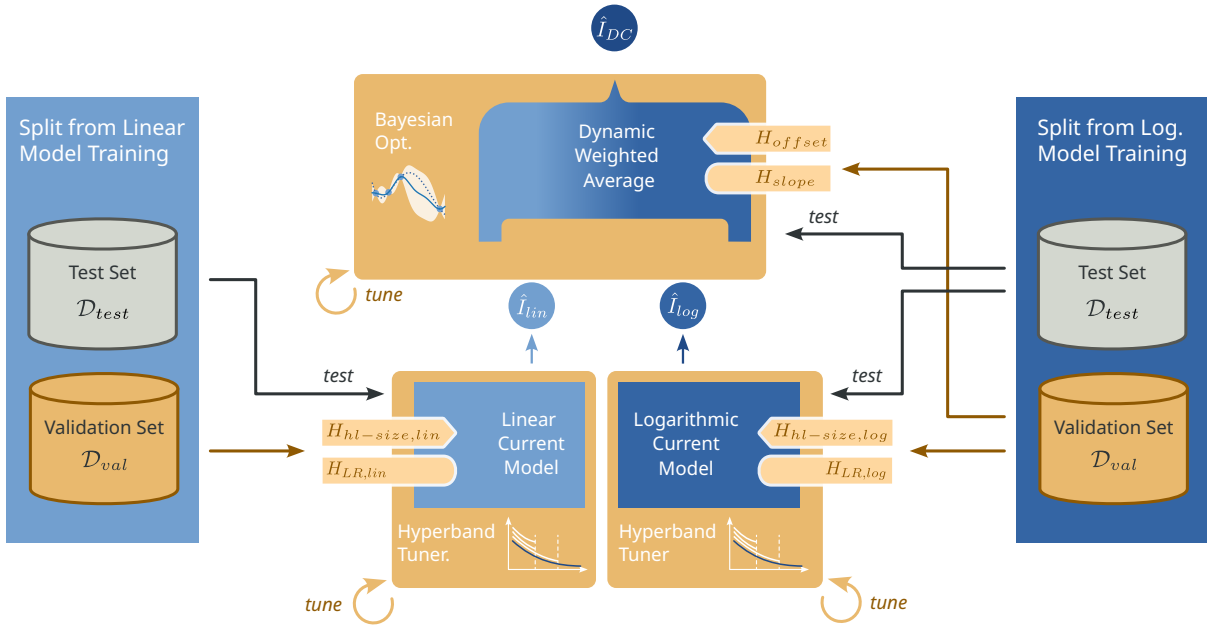 Î_DC
Split from Linear
Model Training
Test Set
D_test
Validation Set
D_val
Bayesian
Opt.
Dynamic
Weighted
Average
H_offset
H_slope
tune
test
Î_lin
Î_log
test
test
H_hl−size,lin
H_LR,lin
Linear
Current
Model
Hyperband
Tuner.
tune
Logarithmic
Current
Model
H_hl−size,log
H_LR,log
Hyperband
Tuner
tune
Split from Log.
Model Training
Test Set
D_test
Validation Set
D_val